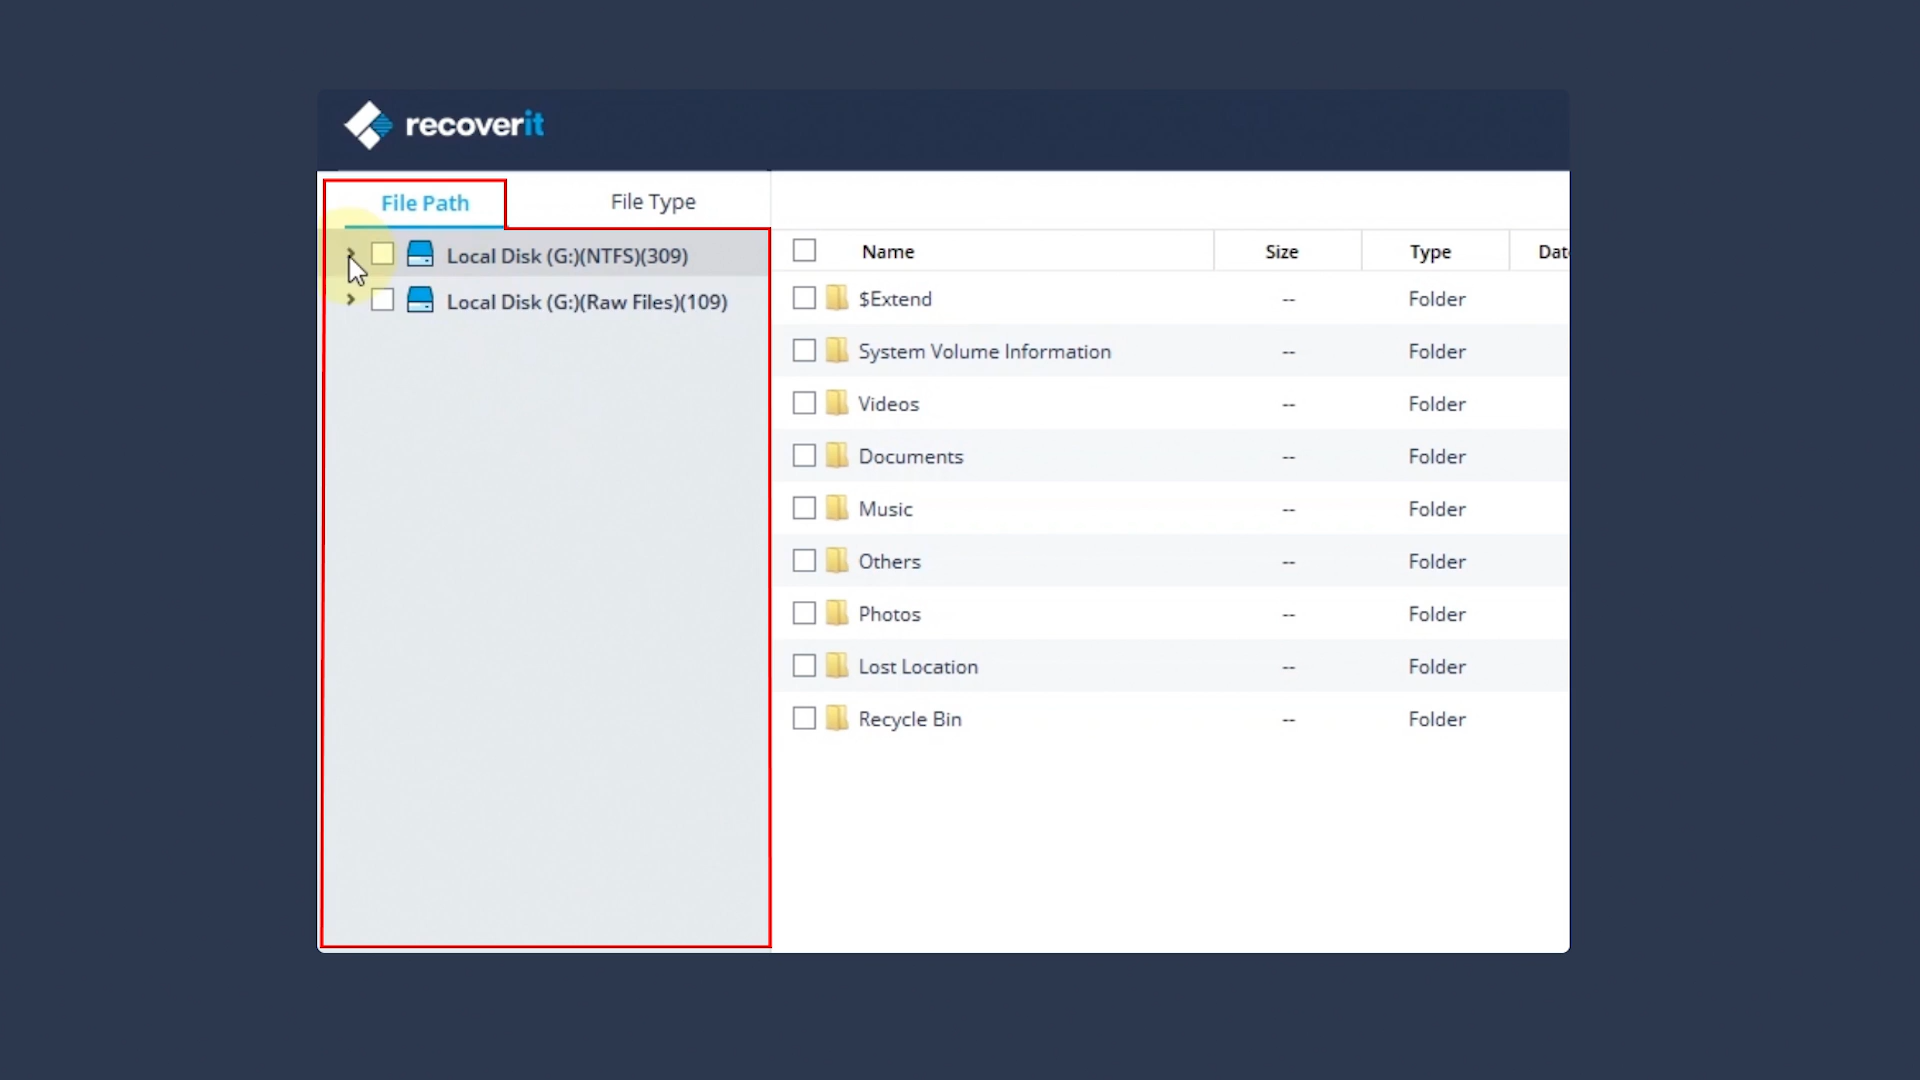 recoverit
File Path File Type
Local Disk (G:)(NTFS)(309)
Local Disk (G:)(Raw Files)(109)
Name Size Type Dat
$Extend -- Folder
System Volume Information -- Folder
Videos -- Folder
Documents -- Folder
Music -- Folder
Others -- Folder
Photos -- Folder
Lost Location -- Folder
Recycle Bin -- Folder